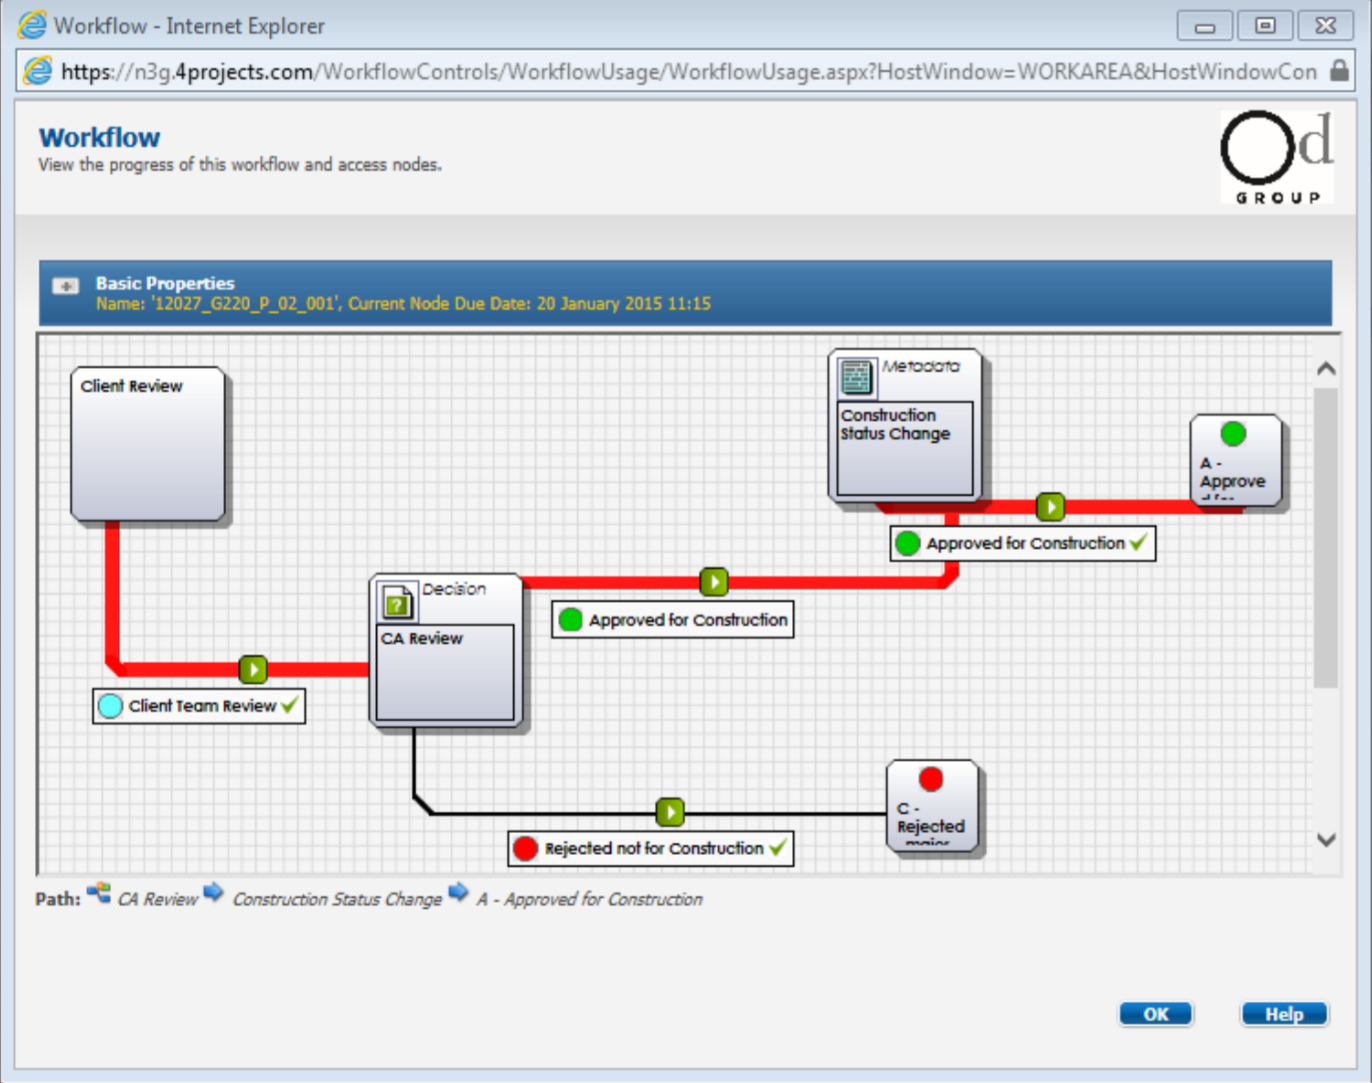 Workflow - Internet Explorer
https://n3g.4projects.com/WorkflowControls/WorkflowUsage/WorkflowUsage.aspx?HostWindow=WORKAREA&HostWindowCon
Workflow
View the progress of this workflow and access nodes.
Od
GROUP
Basic Properties
Name: '12027_G220_P_02_001', Current Node Due Date: 20 January 2015 11:15
Client Review
Metadata
Construction
Status Change
A -
Approve
d for
Approved for Construction
Decision
CA Review
Approved for Construction
Client Team Review
C -
Rejected
major
Rejected not for Construction
Path: CA Review Construction Status Change A - Approved for Construction
OK
Help